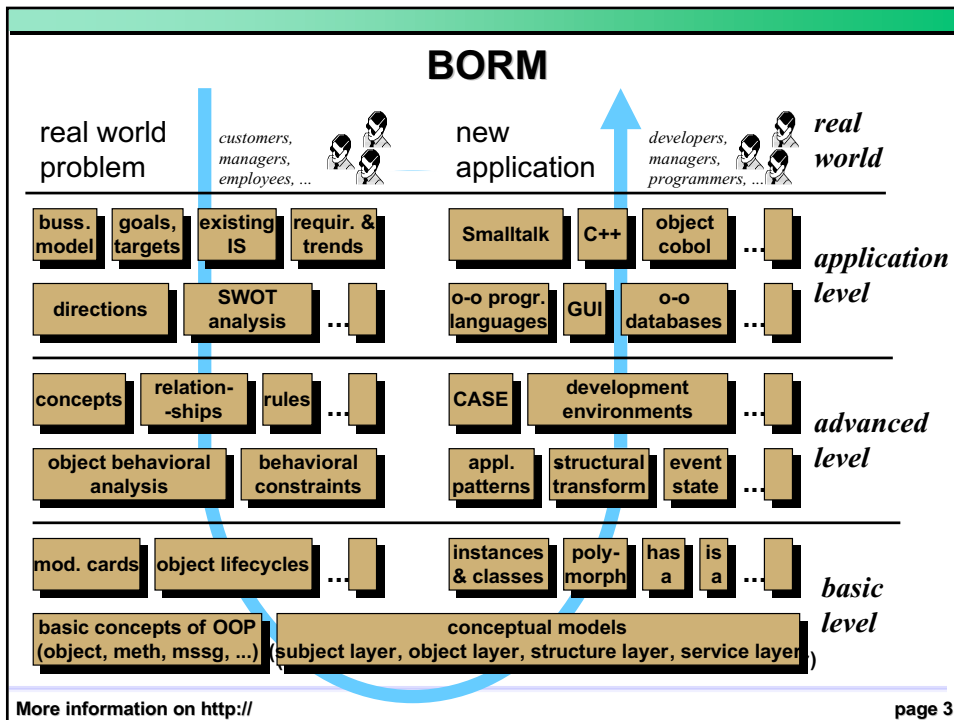 BORM
real world
problem
customers,
managers,
employees, ...
new
application
developers,
managers,
programmers, ...
real
world
buss.
model
goals,
targets
existing
IS
requir. &
trends
Smalltalk
C++
object
cobol
...
directions
SWOT
analysis
...
o-o progr.
languages
GUI
o-o
databases
...
application
level
concepts
relation-
-ships
rules
...
CASE
development
environments
...
object behavioral
analysis
behavioral
constraints
appl.
patterns
structural
transform
event
state
...
advanced
level
mod. cards
object lifecycles
...
instances
& classes
poly-
morph
has
a
is
a
...
basic concepts of OOP
(object, meth, mssg, ...)
conceptual models
(subject layer, object layer, structure layer, service layer)
basic
level
More information on http://
page 3